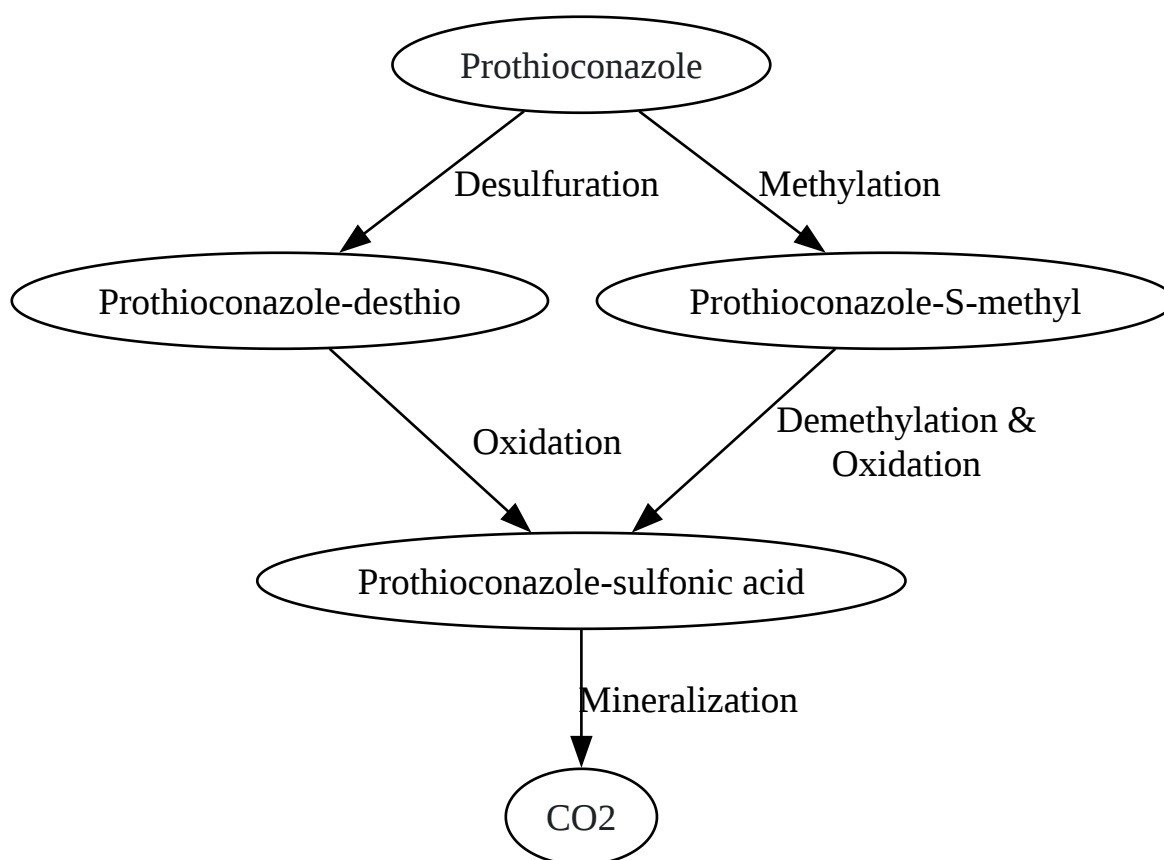 Prothioconazole
Desulfuration
Methylation
Prothioconazole-desthio
Prothioconazole-S-methyl
Oxidation
Demethylation &
Oxidation
Prothioconazole-sulfonic acid
Mineralization
CO2